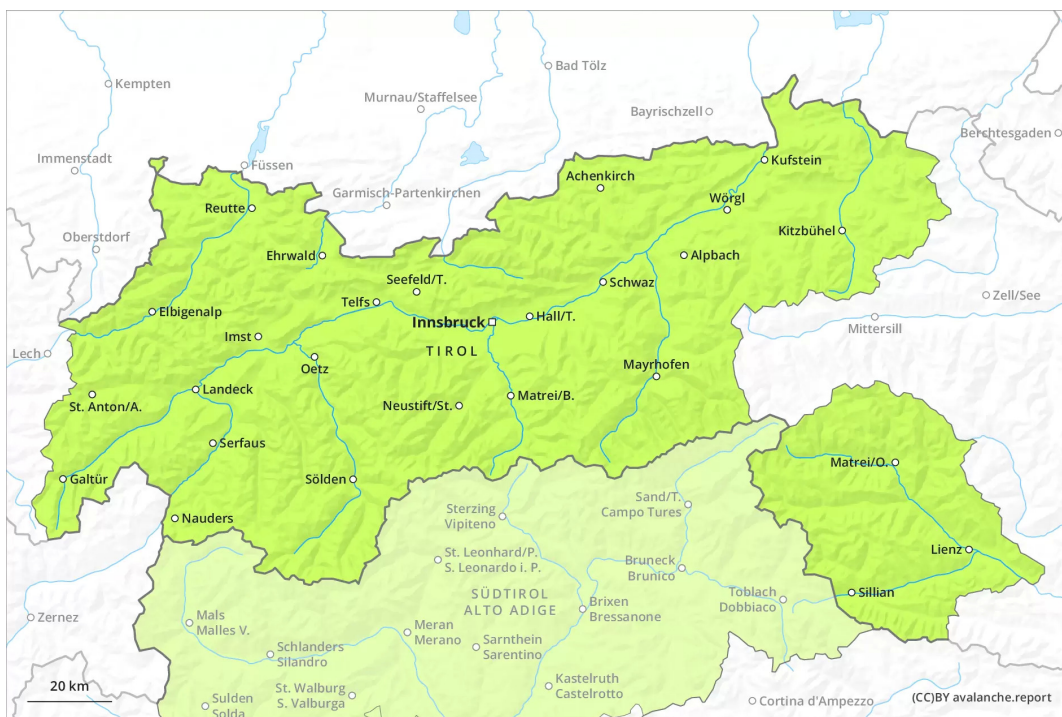 Kempten
Bad Tölz
Murnau/Staffelsee
Bayrischzell
Berchtesgaden
Immenstadt
Füssen
Kufstein
Achenkirch
Garmisch-Partenkirchen
Wörgl
Reutte
Oberstdorf
Kitzbühel
Ehrwald
Alpbach
Seefeld/T.
Schwaz
Zell/See
Telfs
Elbigenalp
Hall/T.
Innsbruck
Mittersill
Imst
Lech
TIROL
Oetz
Mayrhofen
Landeck
Matrei/B.
St. Anton/A.
Neustift/St.
Serfaus
Matrei/O.
Galtür
Sölden
Sand/T.
Campo Tures
Sterzing
Vipiteno
Nauders
Lienz
St. Leonhard/P.
S. Leonardo i. P.
Bruneck
Brunico
SÜDTIROL
ALTO ADIGE
Sillian
Toblach
Dobbiaco
Brixen
Bressanone
Zernez
Mals
Malles V.
Meran
Merano
Sarnthein
Sarentino
Schlanders
Silandro
Kastelruth
Castelrotto
20 km
St. Walburg
S. Valburga
Sulden
Solda
Cortina d'Ampezzo
(CC)BY avalanche.report